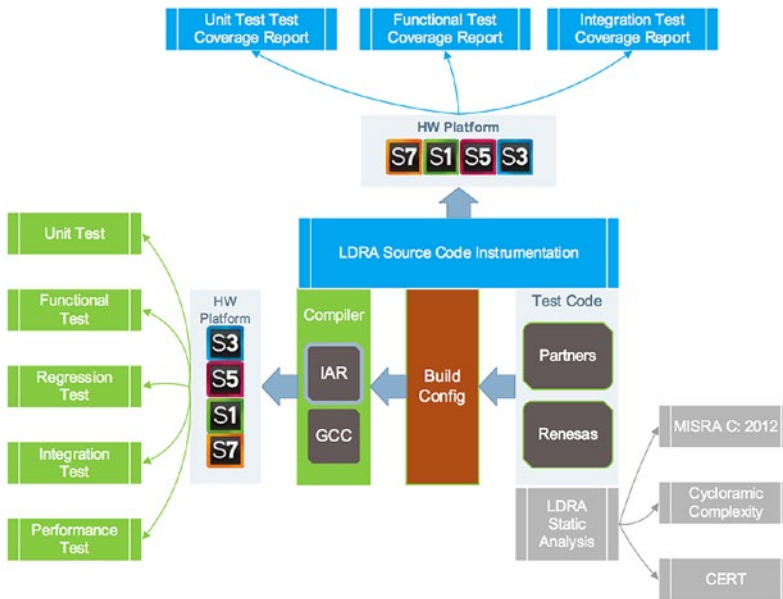 Unit Test Test
Coverage Report
Functional Test
Coverage Report
Integration Test
Coverage Report
HW Platform
S7 S1 S5 S3
LDRA Source Code Instrumentation
Unit Test
Functional
Test
Regression
Test
Integration
Test
Performance
Test
HW
Platform
S3
S5
S1
S7
Compiler
IAR
GCC
Build
Config
Test Code
Partners
Renesas
LDRA
Static
Analysis
MISRA C: 2012
Cycloramic
Complexity
CERT